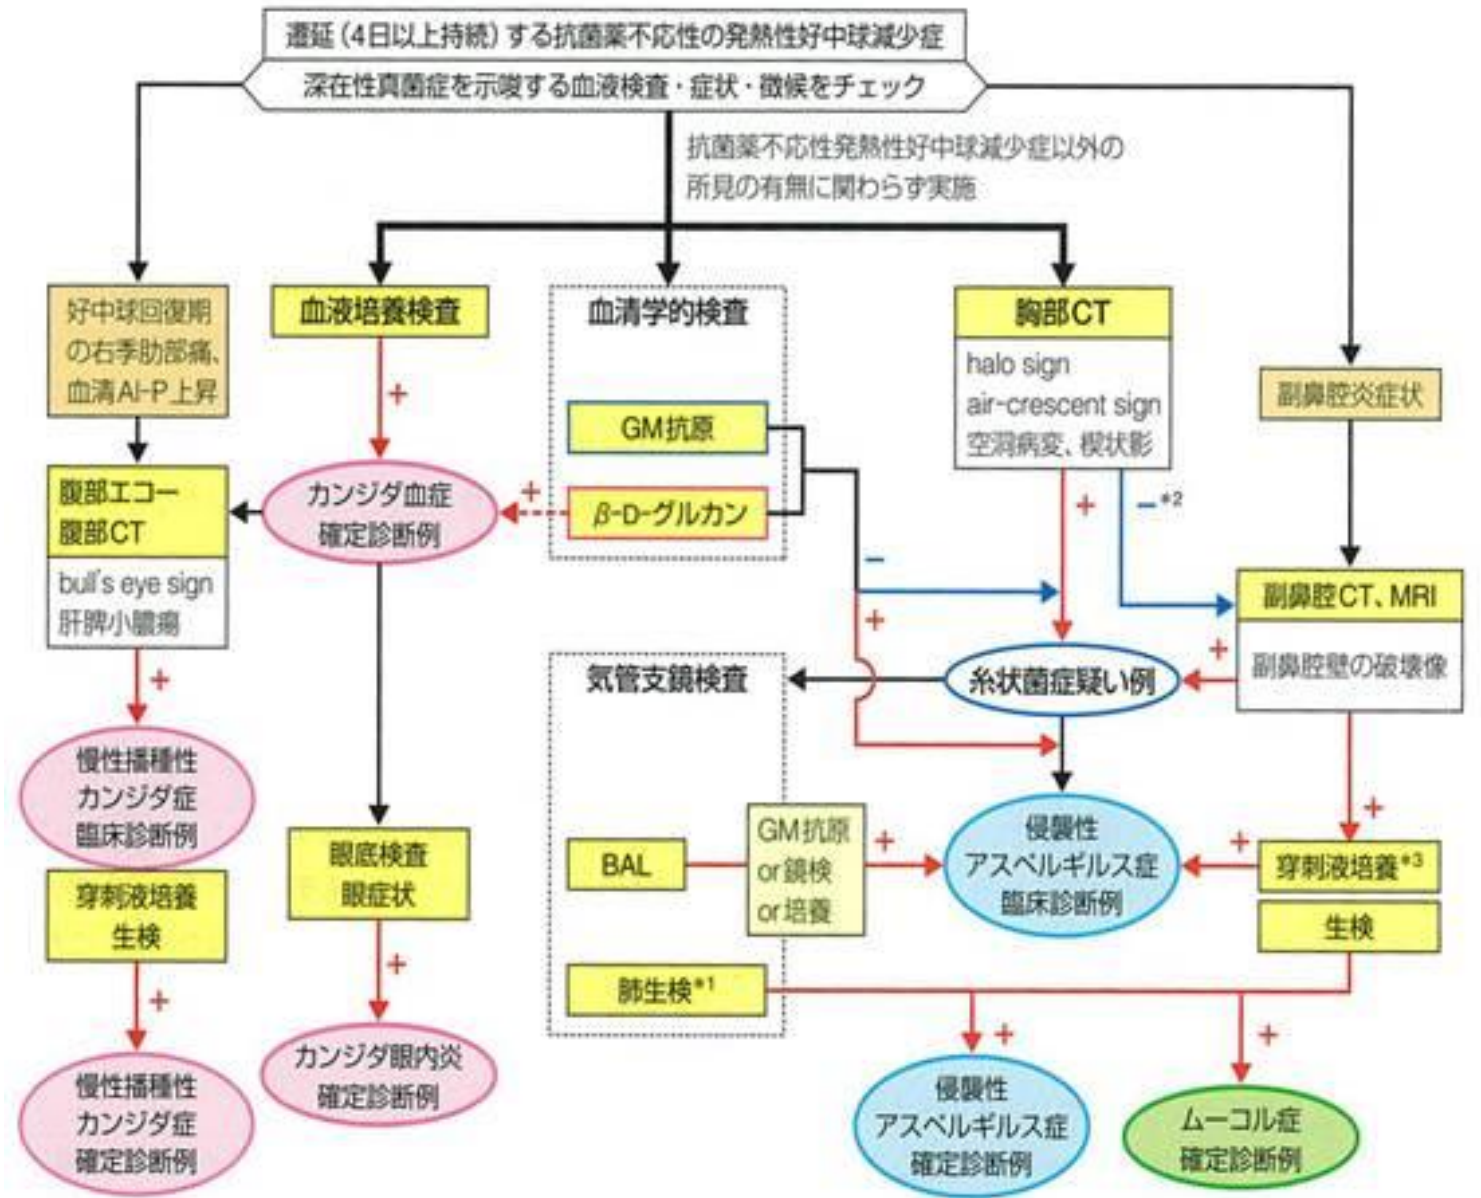 遷延（4日以上持続）する抗菌薬不応性の発熱性好中球減少症
深在性真菌症を示唆する血液検査・症状・徴候をチェック
抗菌薬不応性発熱性好中球減少症以外の
所見の有無に関わらず実施
好中球回復期
の右季肋部痛、
血清Al-P上昇
血液培養検査
血清学的検査
胸部CT
halo sign
air-crescent sign
空洞病変、楔状影
副鼻腔炎症状
+
GM抗原
β-D-グルカン
+
腹部エコー
腹部CT
bull's eye sign
肝脾小膿瘍
カンジダ血症
確定診断例
+
−*2
−
+
副鼻腔CT、MRI
副鼻腔壁の破壊像
+
糸状菌症疑い例
気管支鏡検査
+
慢性播種性
カンジダ症
臨床診断例
穿刺液培養
生検
+
慢性播種性
カンジダ症
確定診断例
眼底検査
眼症状
+
カンジダ眼内炎
確定診断例
BAL
GM抗原
or鏡検
or培養
+
侵襲性
アスペルギルス症
臨床診断例
+
+
穿刺液培養*3
生検
肺生検*1
+
+
侵襲性
アスペルギルス症
確定診断例
ムーコル症
確定診断例